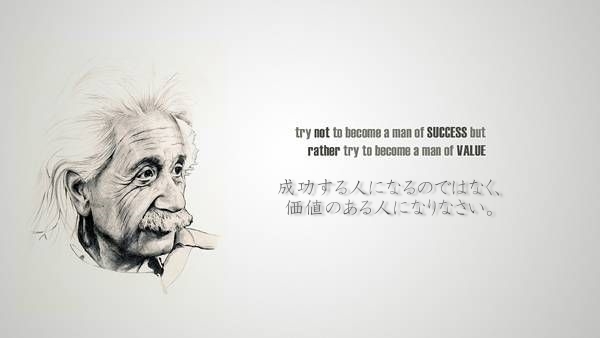 try not to become a man of SUCCESS but
rather try to become a man of VALUE
成功する人になるのではなく、
価値のある人になりなさい。